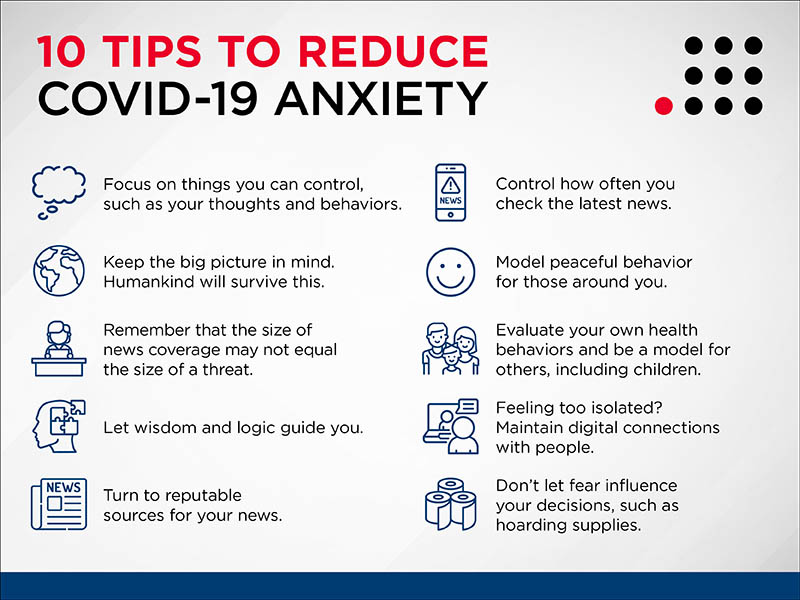 10 TIPS TO REDUCE
COVID-19 ANXIETY
Focus on things you can control,
such as your thoughts and behaviors.
Keep the big picture in mind.
Humankind will survive this.
Remember that the size of
news coverage may not equal
the size of a threat.
Let wisdom and logic guide you.
NEWS
Turn to reputable
sources for your news.
NEWS
Control how often you
check the latest news.
Model peaceful behavior
for those around you.
Evaluate your own health
behaviors and be a model for
others, including children.
Feeling too isolated?
Maintain digital connections
with people.
Don't let fear influence
your decisions, such as
hoarding supplies.